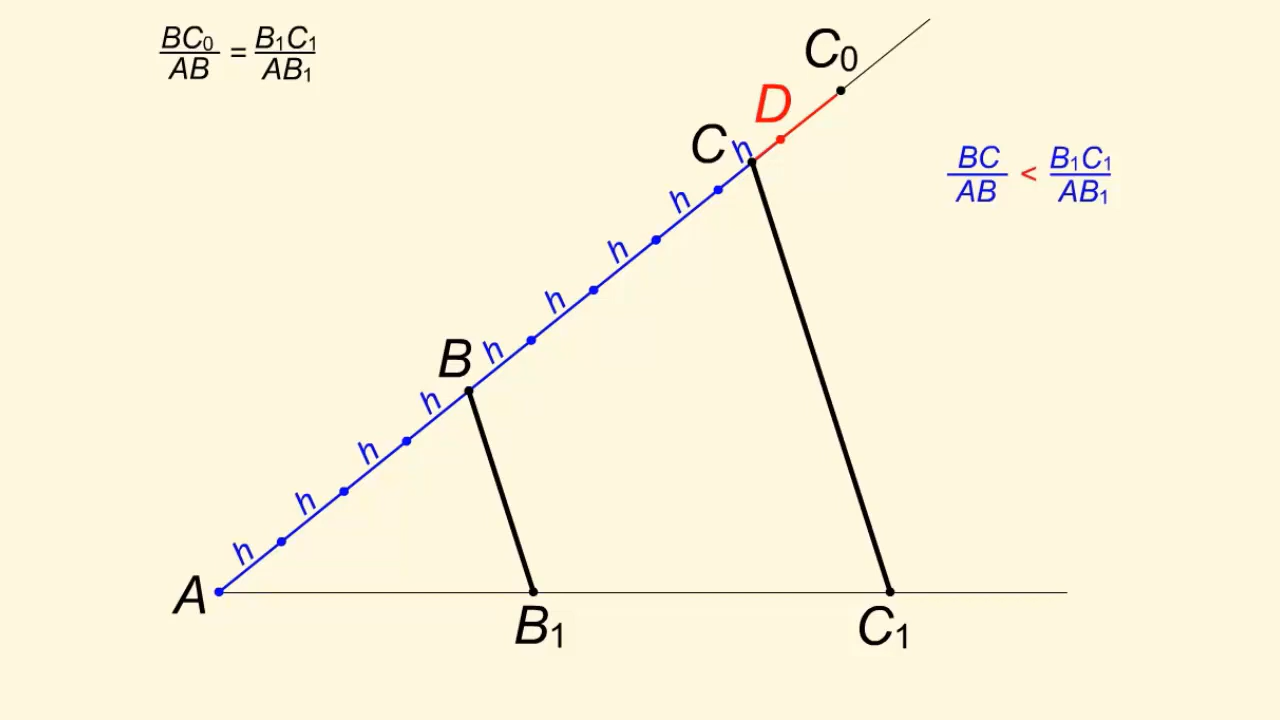 C₀
BC₀/AB = B₁C₁/AB₁
D
C h
BC/AB < B₁C₁/AB₁
h
h
h
B h
h
h
h
h
A
B₁
C₁